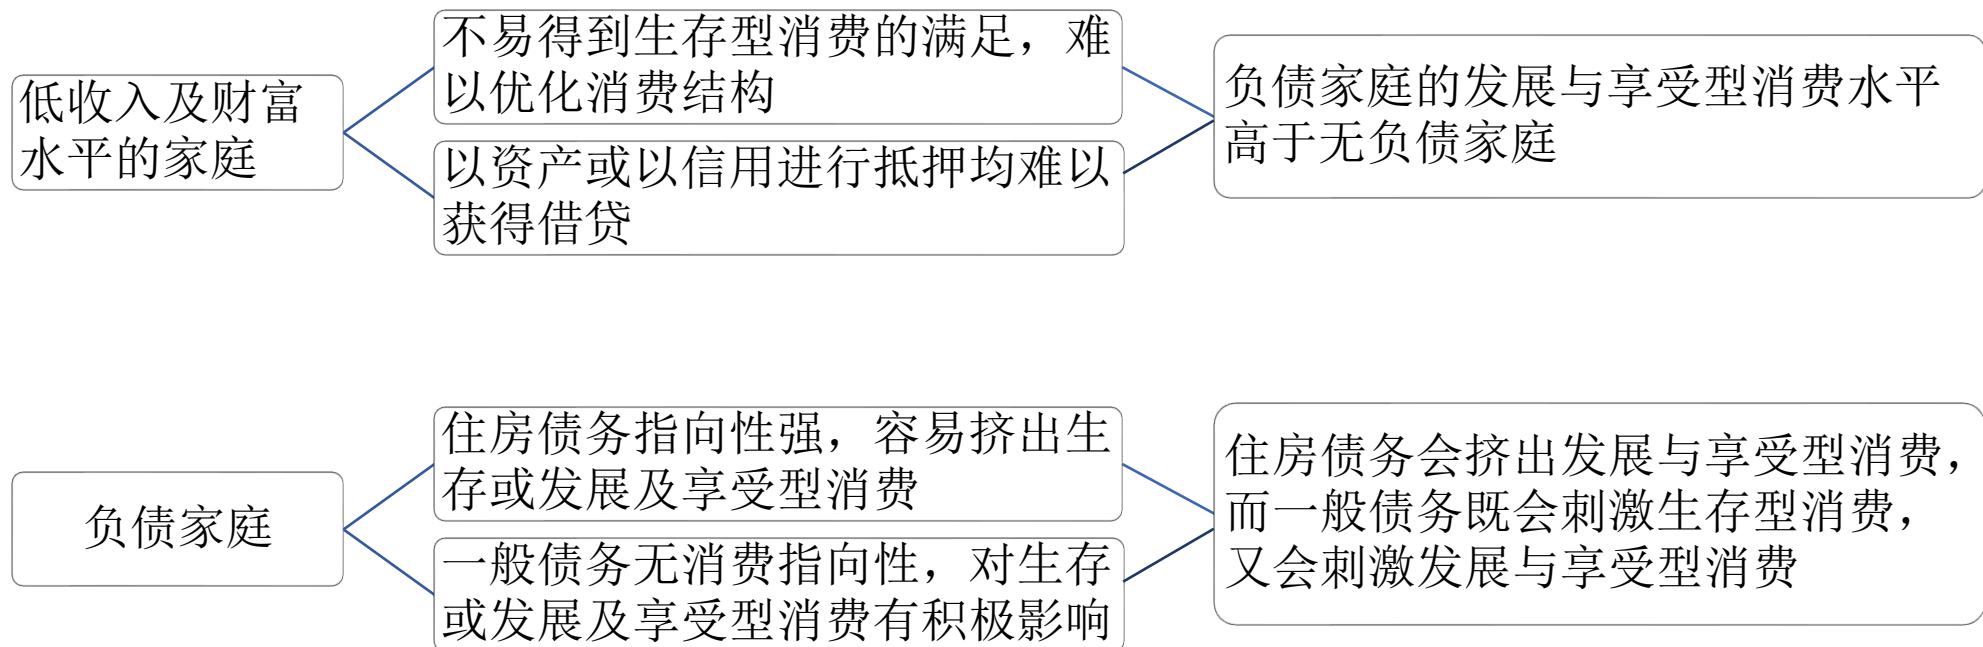 低收入及财富
水平的家庭
不易得到生存型消费的满足，难
以优化消费结构
以资产或以信用进行抵押均难以
获得借贷
负债家庭的发展与享受型消费水平
高于无负债家庭
负债家庭
住房债务指向性强，容易挤出生
存或发展及享受型消费
一般债务无消费指向性，对生存
或发展及享受型消费有积极影响
住房债务会挤出发展与享受型消费，
而一般债务既会刺激生存型消费，
又会刺激发展与享受型消费